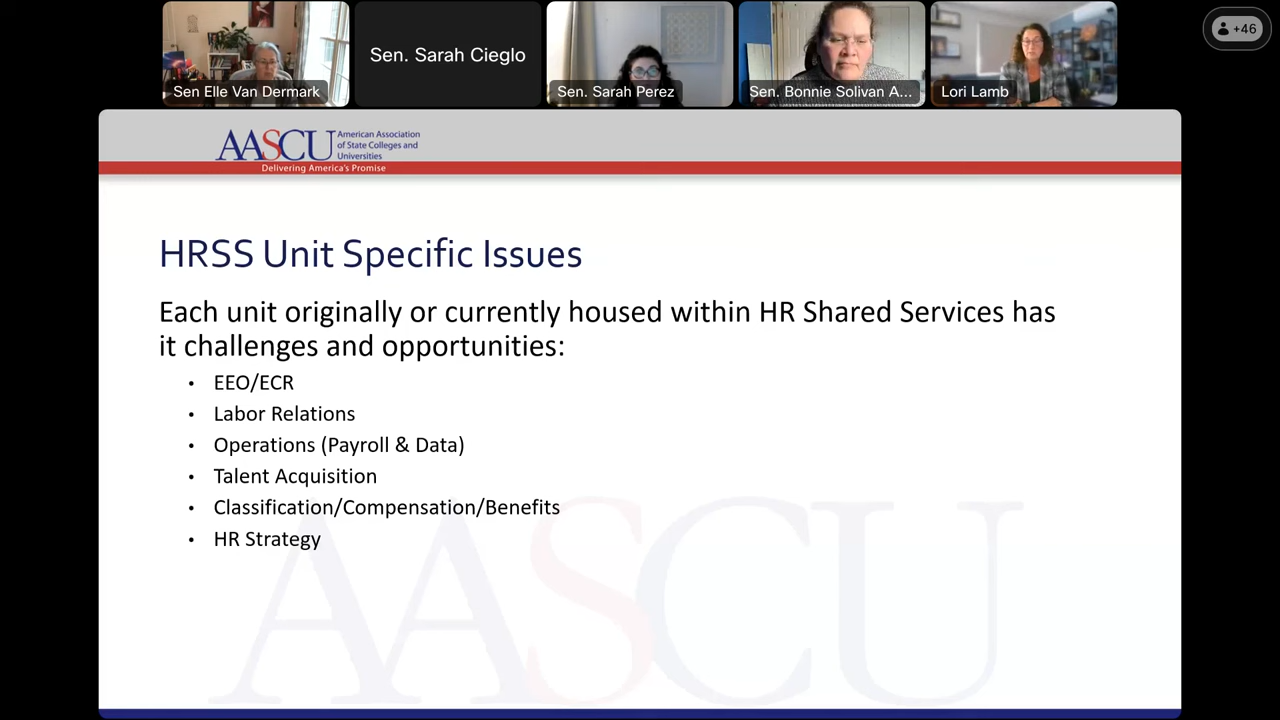 Sen Elle Van Dermark
Sen. Sarah Cieglo
Sen. Sarah Perez
Sen. Bonnie Solivan A...
Lori Lamb
+46
AASCU
American Association
of State Colleges and
Universities
Delivering America's Promise
HRSS Unit Specific Issues
Each unit originally or currently housed within HR Shared Services has
it challenges and opportunities:
• EEO/ECR
• Labor Relations
• Operations (Payroll & Data)
• Talent Acquisition
• Classification/Compensation/Benefits
• HR Strategy
AASCU